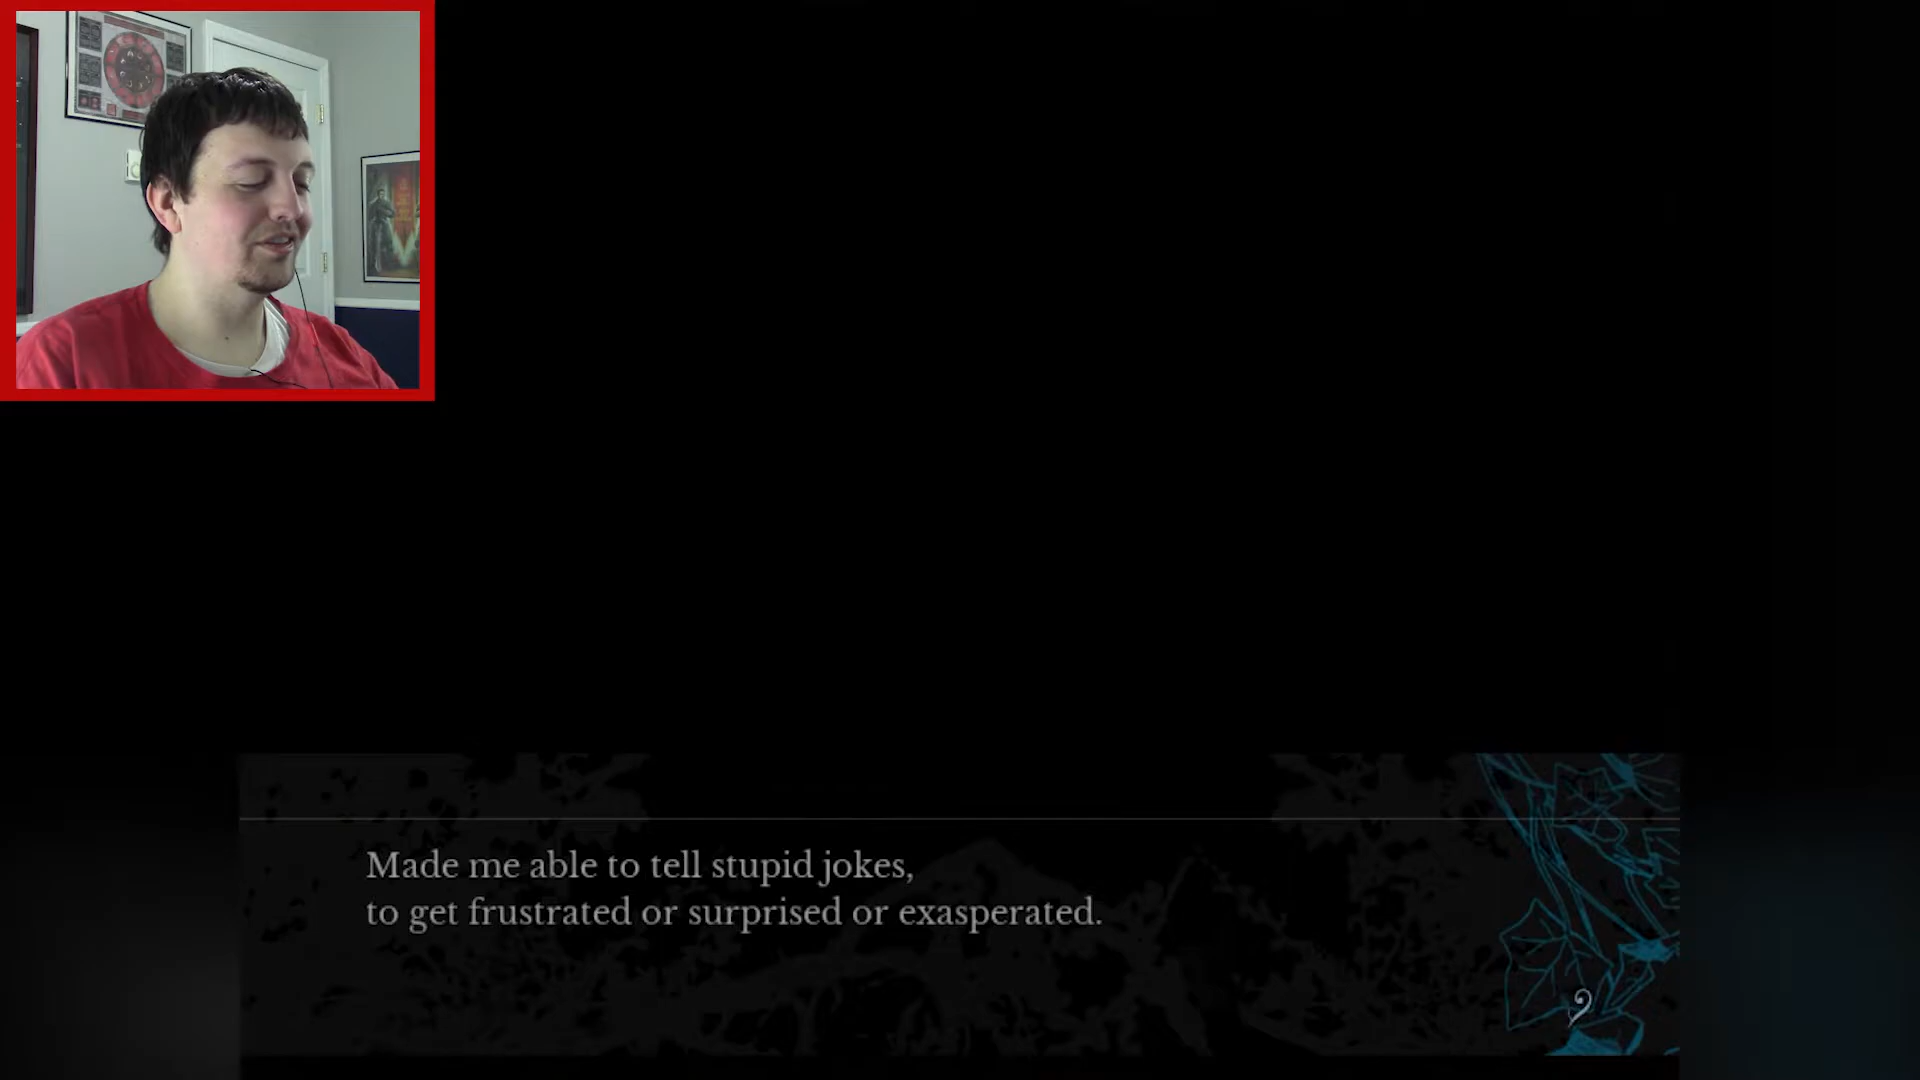 Made me able to tell stupid jokes,
to get frustrated or surprised or exasperated.